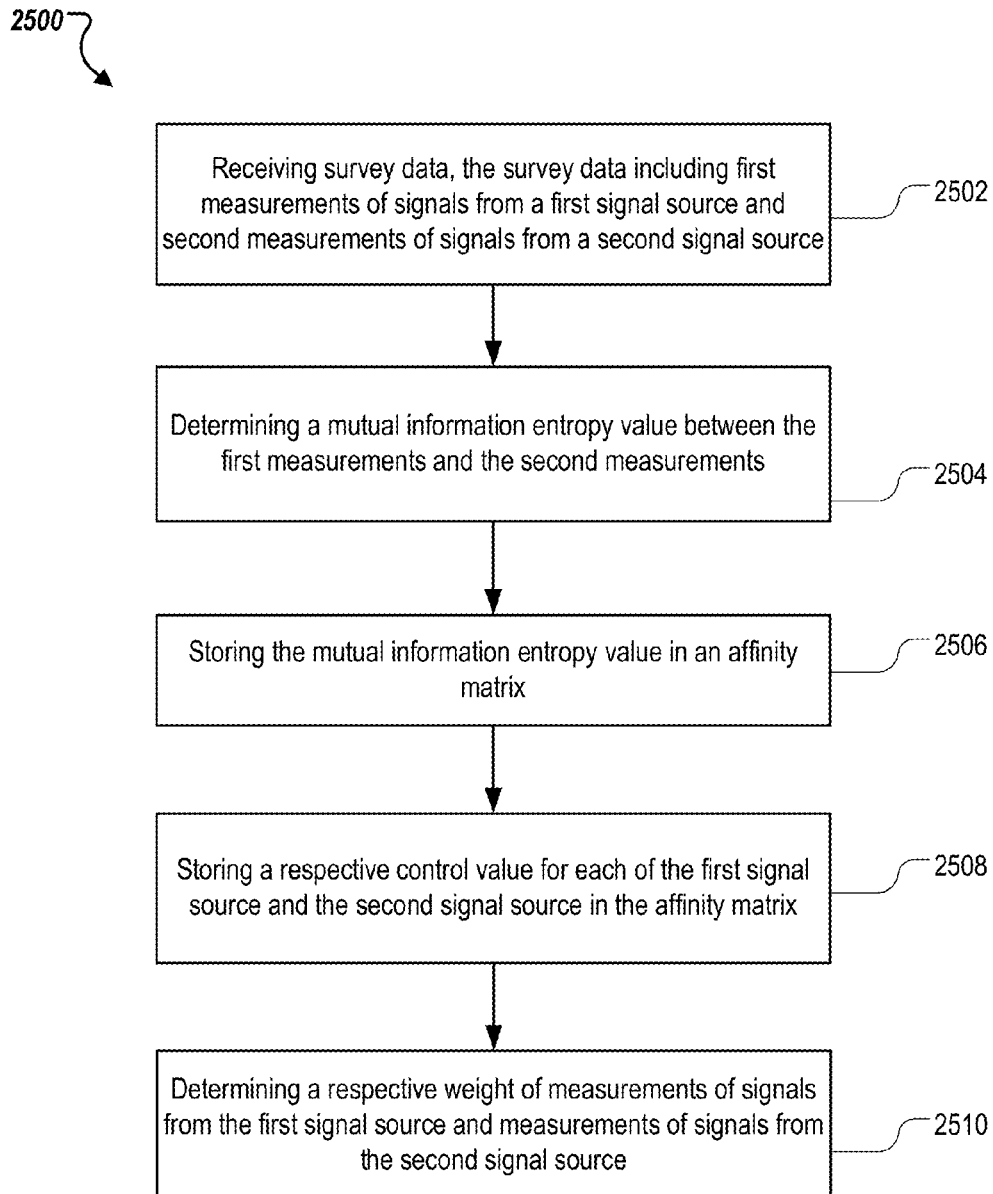 2500
Receiving survey data, the survey data including first
measurements of signals from a first signal source and
second measurements of signals from a second signal source
2502
Determining a mutual information entropy value between the
first measurements and the second measurements
2504
Storing the mutual information entropy value in an affinity
matrix
2506
Storing a respective control value for each of the first signal
source and the second signal source in the affinity matrix
2508
Determining a respective weight of measurements of signals
from the first signal source and measurements of signals from
the second signal source
2510